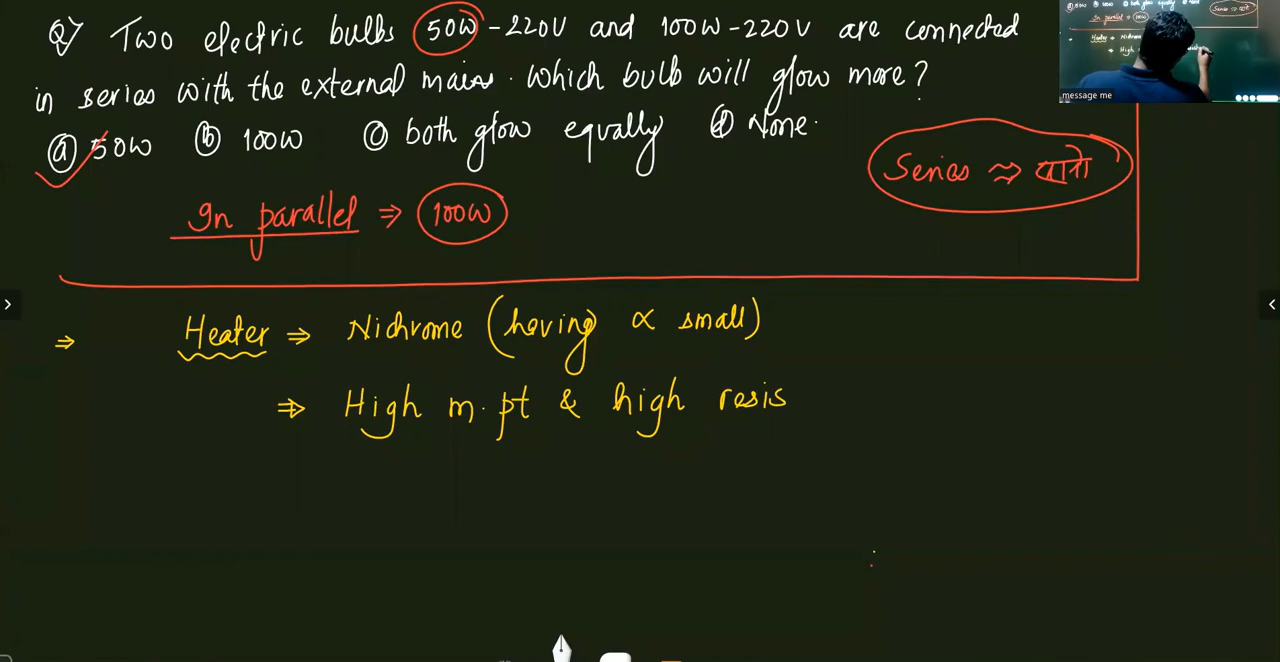 Q) Two electric bulbs 50W-220V and 100W-220V are connected
in series with the external mains. Which bulb will glow more?
(a) 50W (b) 100W (c) both glow equally (d) None.
Series ≈>
In parallel ⇒ 100W
⇒ Heater ⇒ Nichrome (having ∝ small)
⇒ High m.pt & high resis
message me